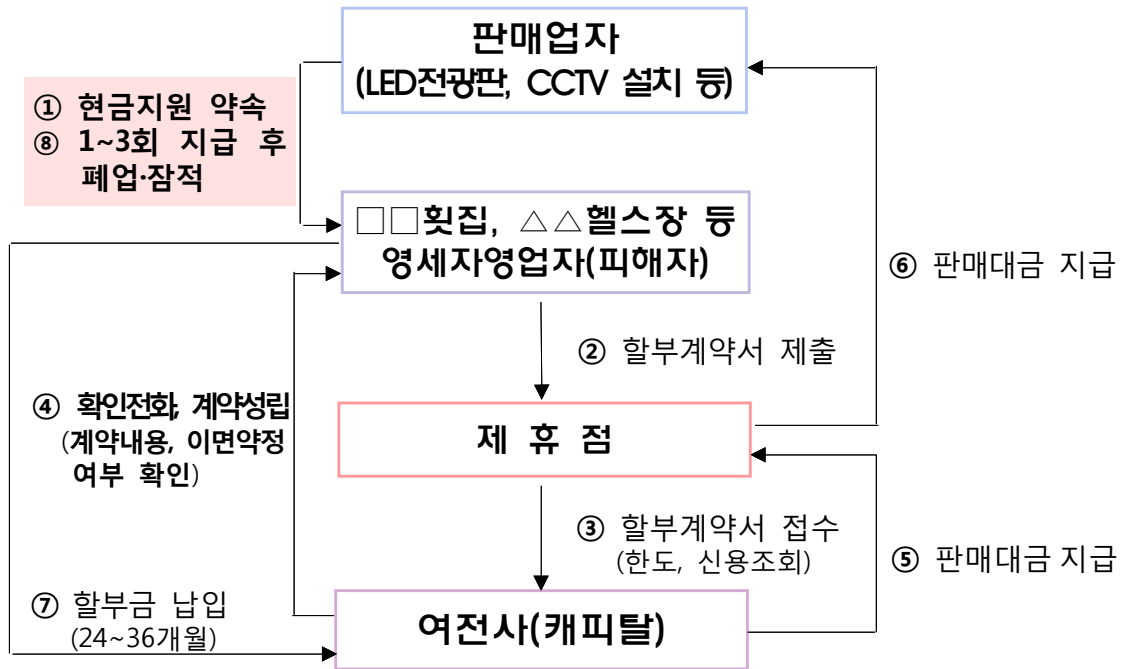 판매업자
(LED전광판, CCTV 설치 등)
① 현금지원 약속
⑧ 1~3회 지급 후
폐업·잠적
□□횟집, △△헬스장 등
영세자영업자(피해자)
⑥ 판매대금 지급
② 할부계약서 제출
④ 확인전화, 계약성립
(계약내용, 이면약정
여부 확인)
제 휴 점
③ 할부계약서 접수
(한도, 신용조회)
⑤ 판매대금 지급
⑦ 할부금 납입
(24~36개월)
여전사(캐피탈)